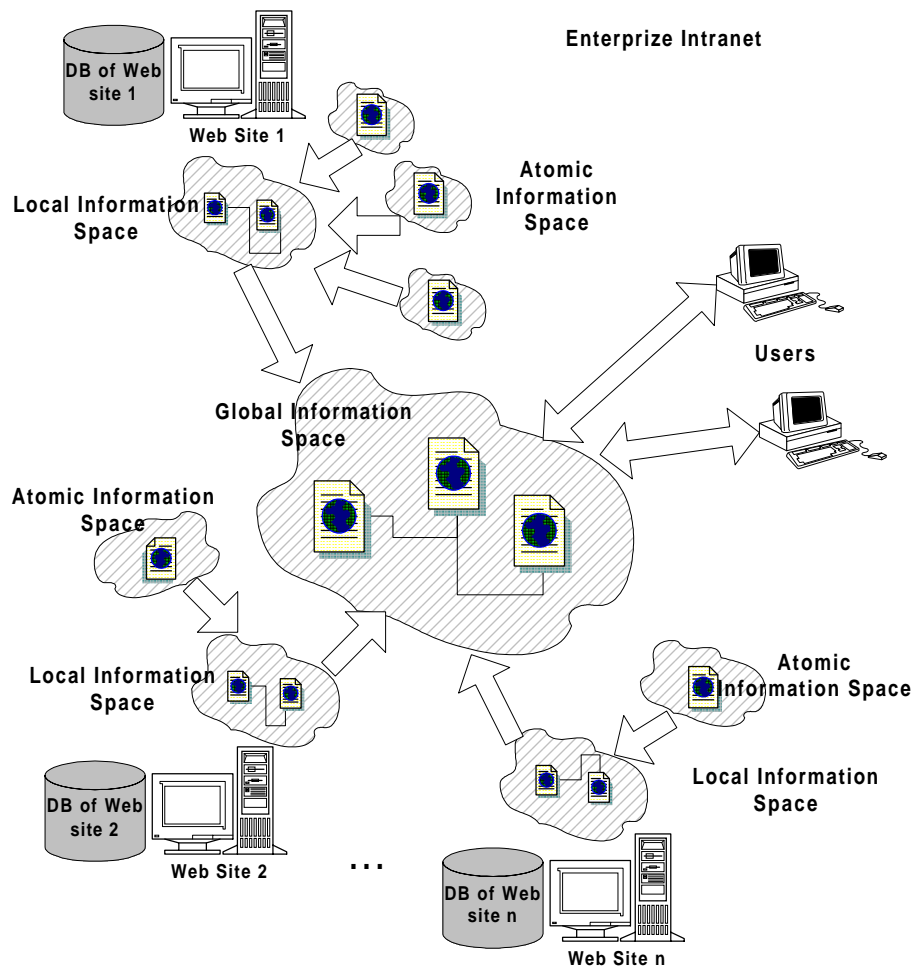 Enterprize Intranet
DB of Web
site 1
Web Site 1
Atomic
Information
Space
Local Information
Space
Users
Global Information
Space
Atomic Information
Space
Local Information
Space
Atomic
Information Space
Local Information
Space
DB of Web
site 2
Web Site 2
...
DB of Web
site n
Web Site n